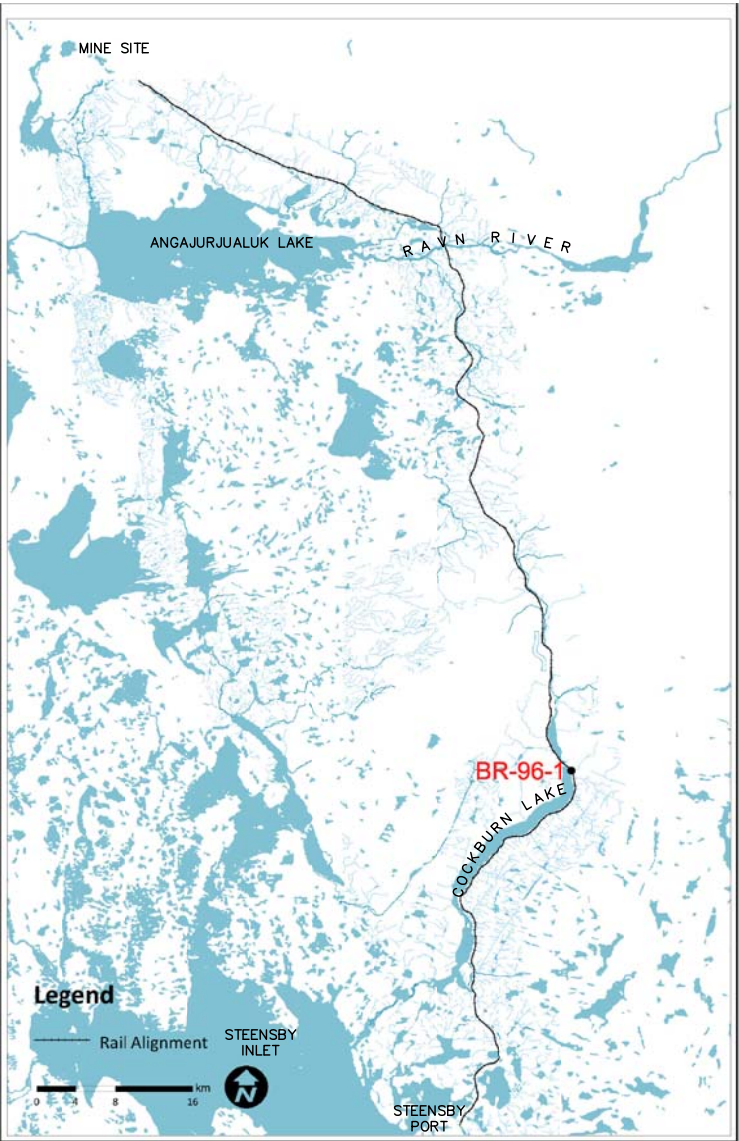 MINE SITE
ANGAJURJUALUK LAKE
RAVN RIVER
BR-96-1
COCKBURN LAKE
Legend
Rail Alignment
STEENSBY
INLET
km
0 4 8 16
N
STEENSBY
PORT